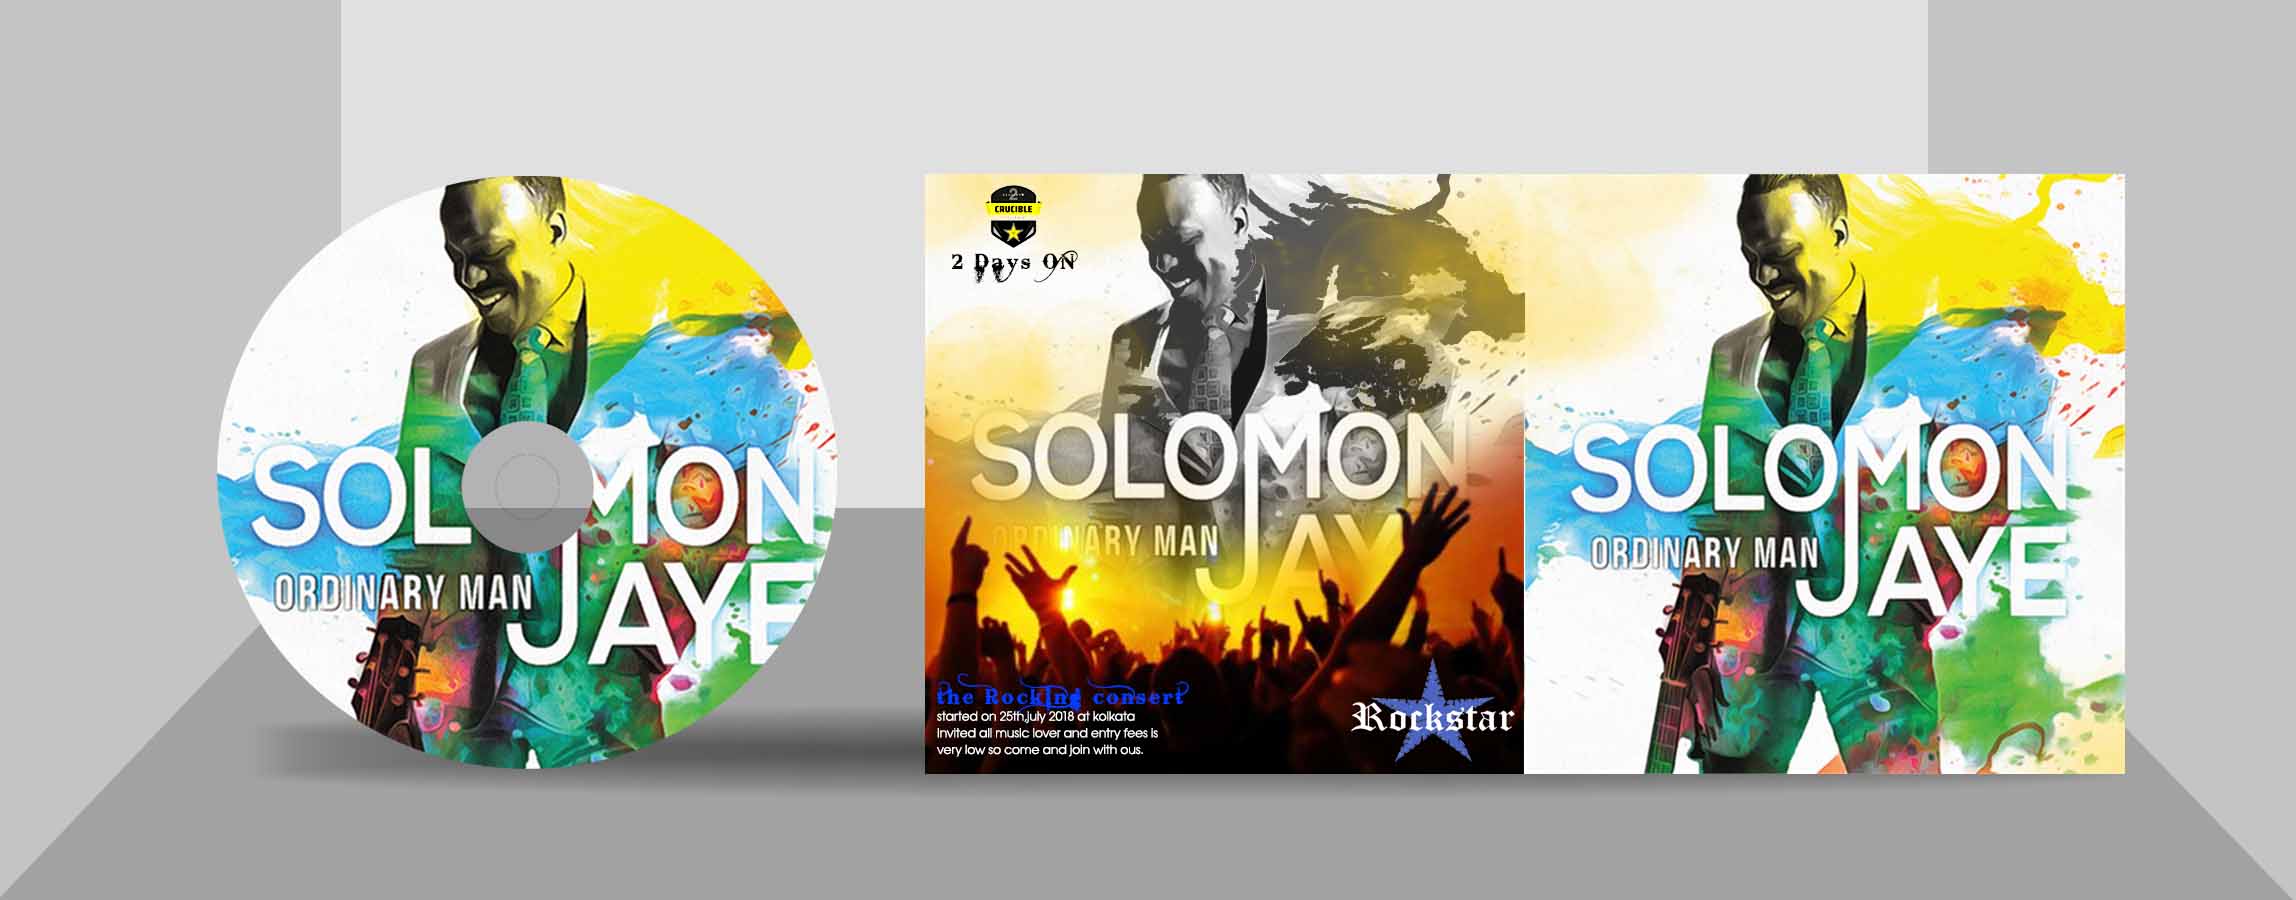 SOLOMON
ORDINARY MAN
JAYE
2
CRUCIBLE
2 Days ON
SOLOMON
ORDINARY MAN
JAYE
the RockIng consert
started on 25th,july 2018 at kolkata
invited all music lover and entry fees is
very low so come and join with ous.
Rockstar
SOLOMON
ORDINARY MAN
JAYE